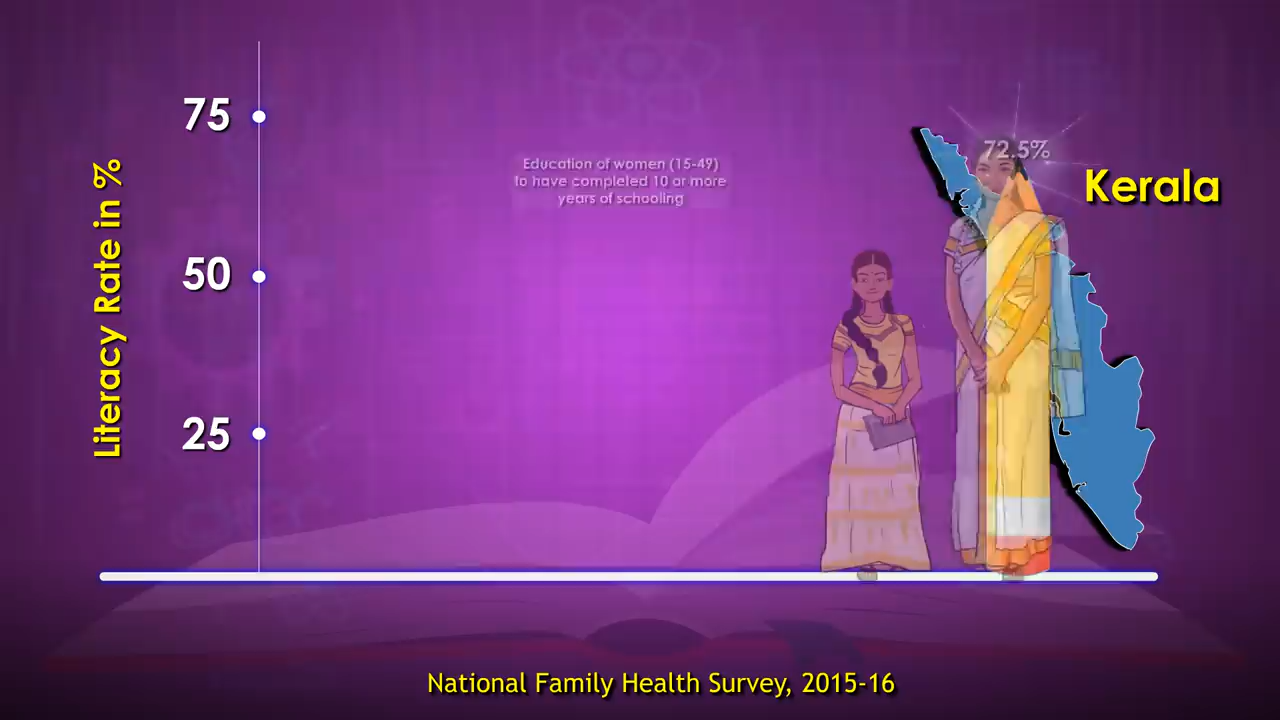 75
Education of women (15-49)
to have completed 10 or more
years of schooling
72.5%
Kerala
50
Literacy Rate in %
25
National Family Health Survey, 2015-16